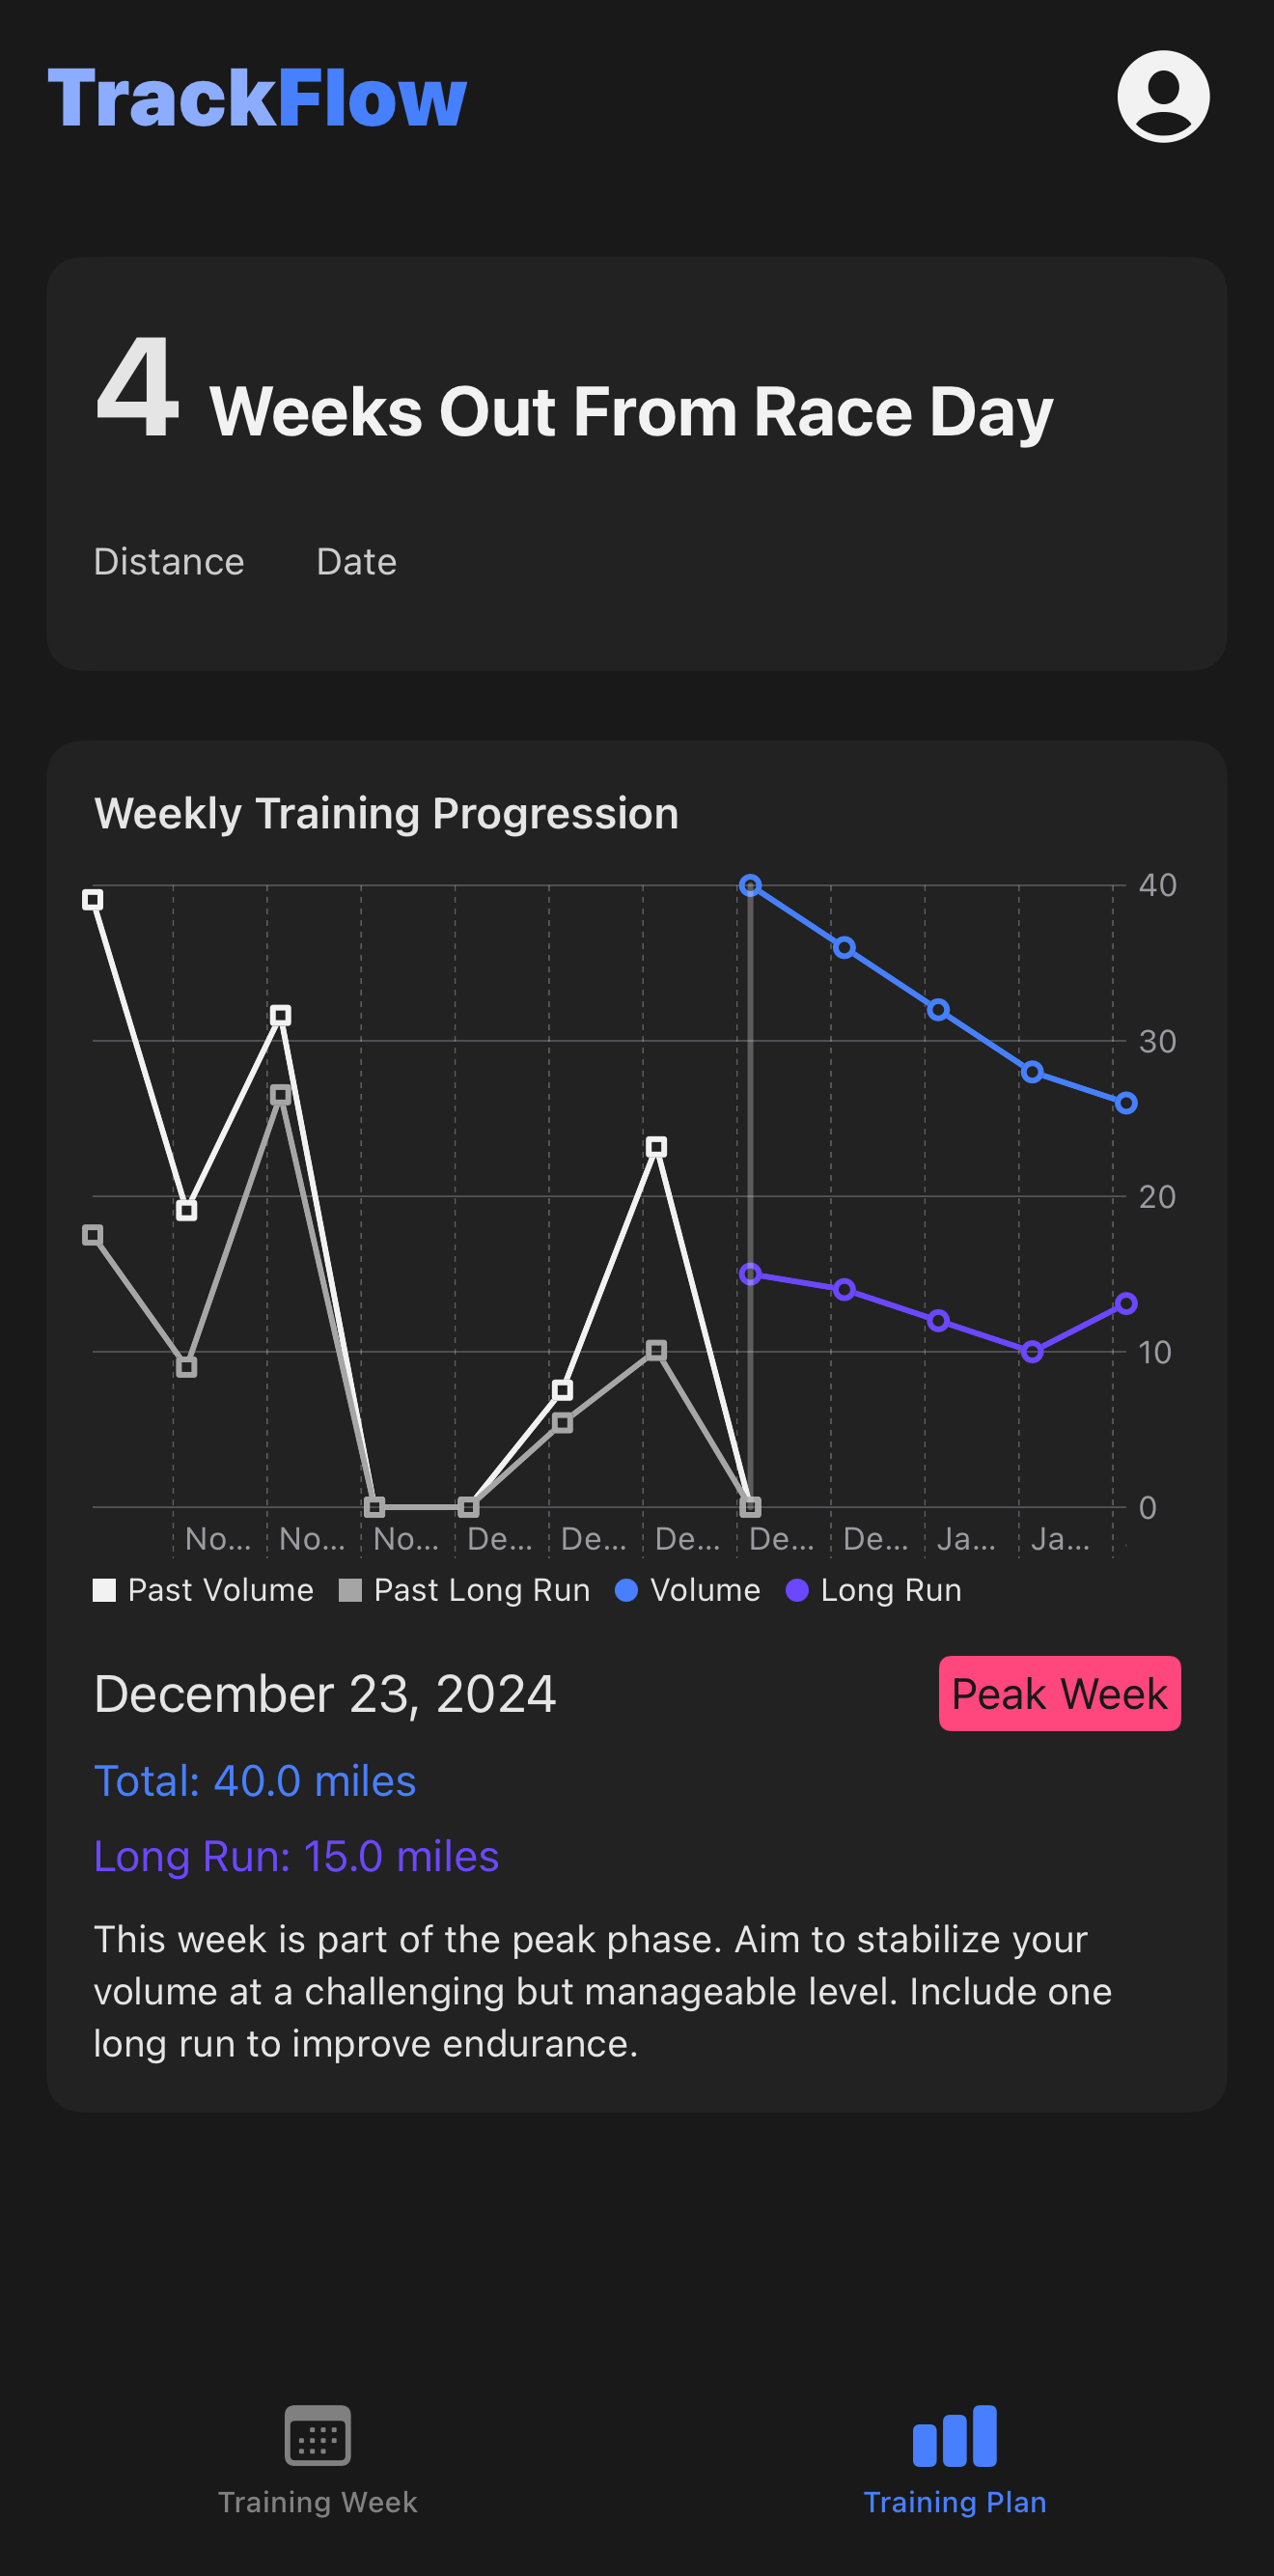 TrackFlow
4 Weeks Out From Race Day
Distance Date
Weekly Training Progression
40
30
20
10
0
No... No... No... De... De... De... De... De... Ja... Ja...
Past Volume Past Long Run Volume Long Run
December 23, 2024 Peak Week
Total: 40.0 miles
Long Run: 15.0 miles
This week is part of the peak phase. Aim to stabilize your
volume at a challenging but manageable level. Include one
long run to improve endurance.
Training Week Training Plan